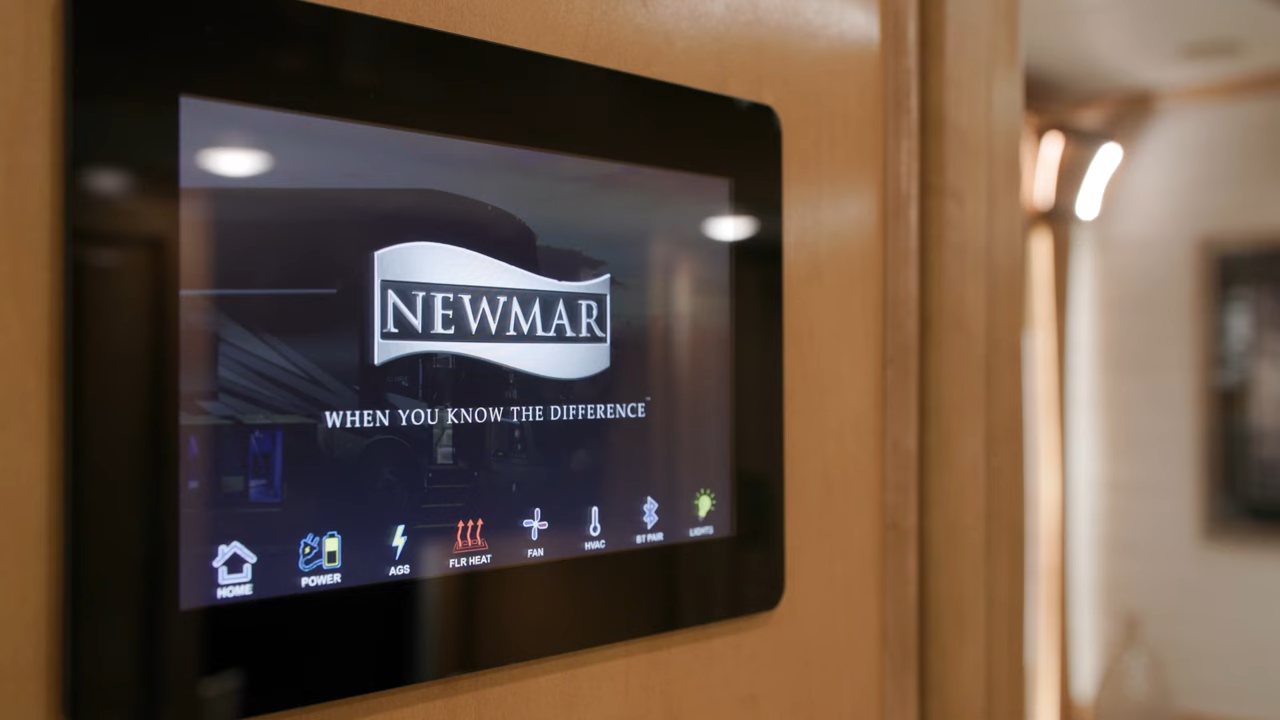 NEWMAR
WHEN YOU KNOW THE DIFFERENCE™
HOME
POWER
AGS
FLR HEAT
FAN
HVAC
BT PAIR
LIGHTS